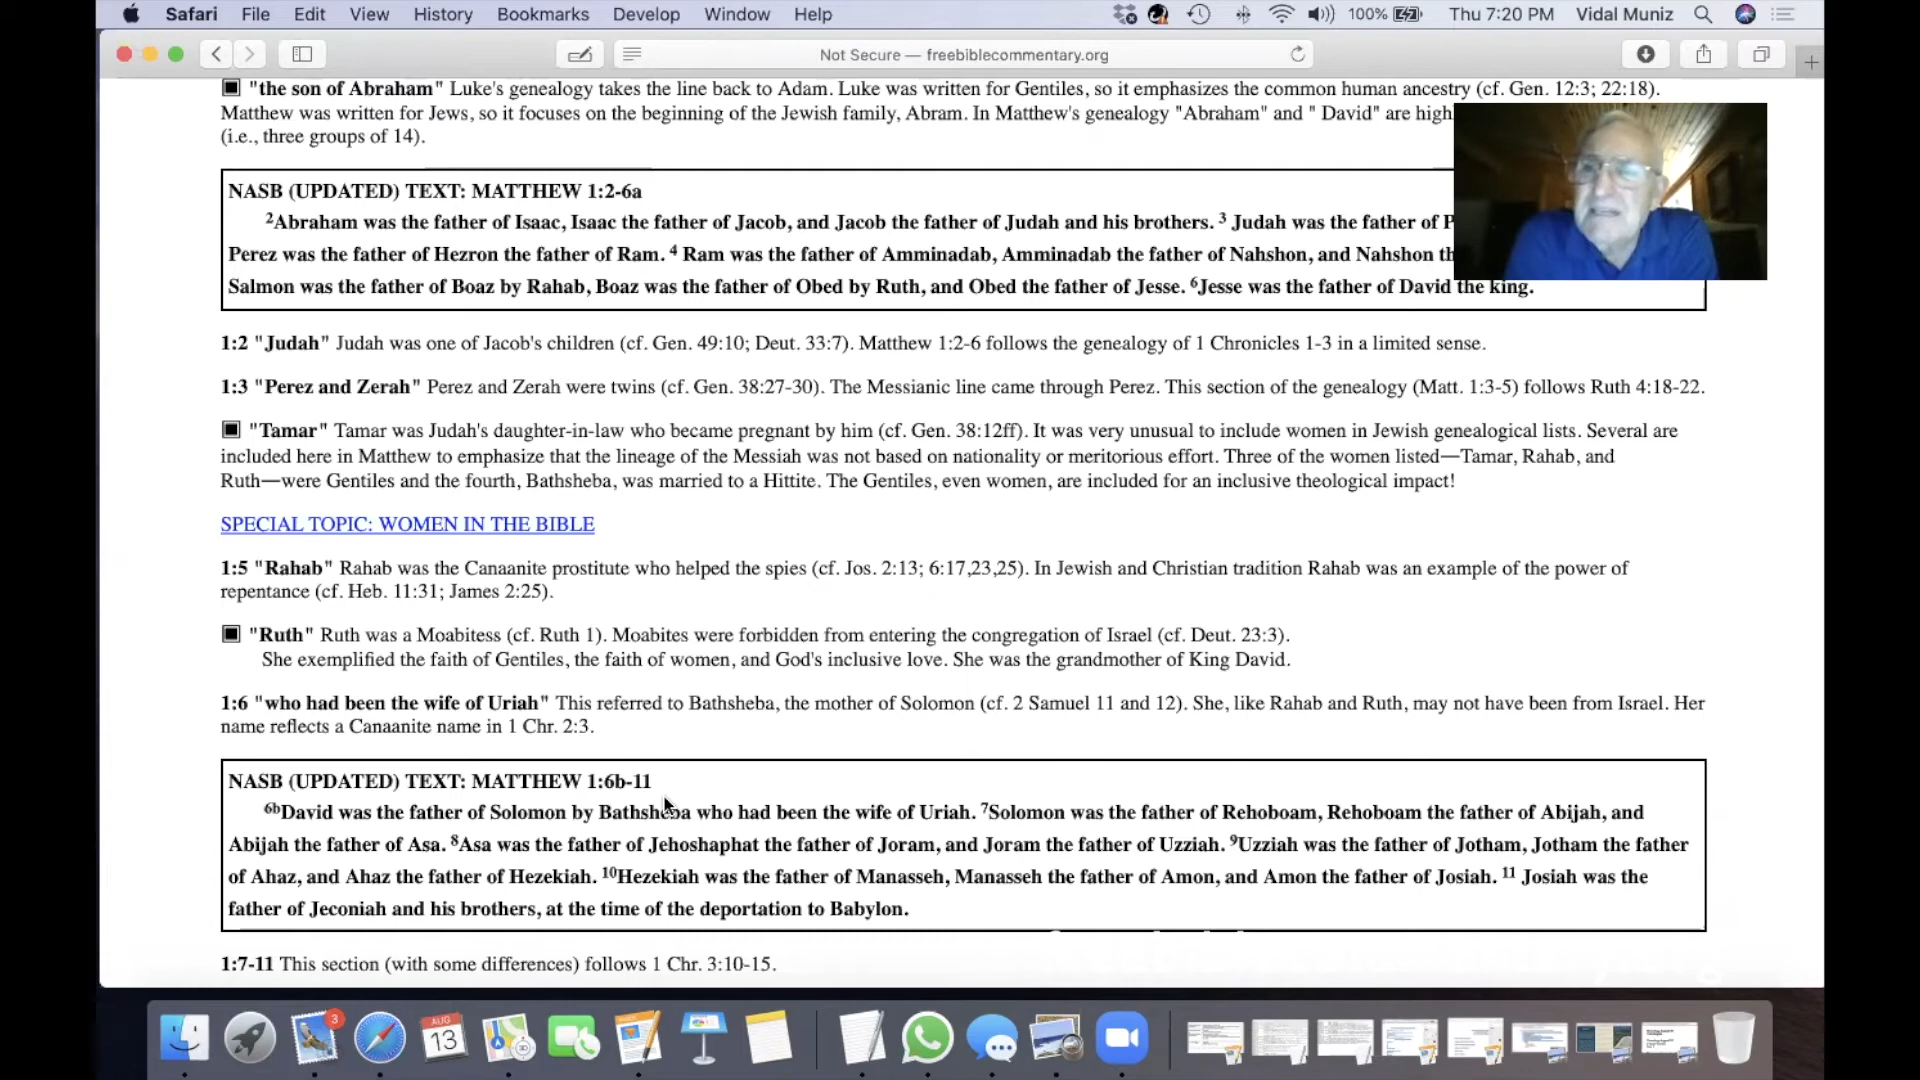 Safari File Edit View History Bookmarks Develop Window Help 100% Thu 7:20 PM Vidal Muniz
Not Secure — freebiblecommentary.org
"the son of Abraham" Luke's genealogy takes the line back to Adam. Luke was written for Gentiles, so it emphasizes the common human ancestry (cf. Gen. 12:3; 22:18).
Matthew was written for Jews, so it focuses on the beginning of the Jewish family, Abram. In Matthew's genealogy "Abraham" and " David" are high
(i.e., three groups of 14).
NASB (UPDATED) TEXT: MATTHEW 1:2-6a
2Abraham was the father of Isaac, Isaac the father of Jacob, and Jacob the father of Judah and his brothers. 3 Judah was the father of P
Perez was the father of Hezron the father of Ram. 4 Ram was the father of Amminadab, Amminadab the father of Nahshon, and Nahshon th
Salmon was the father of Boaz by Rahab, Boaz was the father of Obed by Ruth, and Obed the father of Jesse. 6Jesse was the father of David the king.
1:2 "Judah" Judah was one of Jacob's children (cf. Gen. 49:10; Deut. 33:7). Matthew 1:2-6 follows the genealogy of 1 Chronicles 1-3 in a limited sense.
1:3 "Perez and Zerah" Perez and Zerah were twins (cf. Gen. 38:27-30). The Messianic line came through Perez. This section of the genealogy (Matt. 1:3-5) follows Ruth 4:18-22.
"Tamar" Tamar was Judah's daughter-in-law who became pregnant by him (cf. Gen. 38:12ff). It was very unusual to include women in Jewish genealogical lists. Several are
included here in Matthew to emphasize that the lineage of the Messiah was not based on nationality or meritorious effort. Three of the women listed—Tamar, Rahab, and
Ruth—were Gentiles and the fourth, Bathsheba, was married to a Hittite. The Gentiles, even women, are included for an inclusive theological impact!
SPECIAL TOPIC: WOMEN IN THE BIBLE
1:5 "Rahab" Rahab was the Canaanite prostitute who helped the spies (cf. Jos. 2:13; 6:17,23,25). In Jewish and Christian tradition Rahab was an example of the power of
repentance (cf. Heb. 11:31; James 2:25).
"Ruth" Ruth was a Moabitess (cf. Ruth 1). Moabites were forbidden from entering the congregation of Israel (cf. Deut. 23:3).
She exemplified the faith of Gentiles, the faith of women, and God's inclusive love. She was the grandmother of King David.
1:6 "who had been the wife of Uriah" This referred to Bathsheba, the mother of Solomon (cf. 2 Samuel 11 and 12). She, like Rahab and Ruth, may not have been from Israel. Her
name reflects a Canaanite name in 1 Chr. 2:3.
NASB (UPDATED) TEXT: MATTHEW 1:6b-11
6bDavid was the father of Solomon by Bathsheba who had been the wife of Uriah. 7Solomon was the father of Rehoboam, Rehoboam the father of Abijah, and
Abijah the father of Asa. 8Asa was the father of Jehoshaphat the father of Joram, and Joram the father of Uzziah. 9Uzziah was the father of Jotham, Jotham the father
of Ahaz, and Ahaz the father of Hezekiah. 10Hezekiah was the father of Manasseh, Manasseh the father of Amon, and Amon the father of Josiah. 11 Josiah was the
father of Jeconiah and his brothers, at the time of the deportation to Babylon.
1:7-11 This section (with some differences) follows 1 Chr. 3:10-15.
3
AUG
13